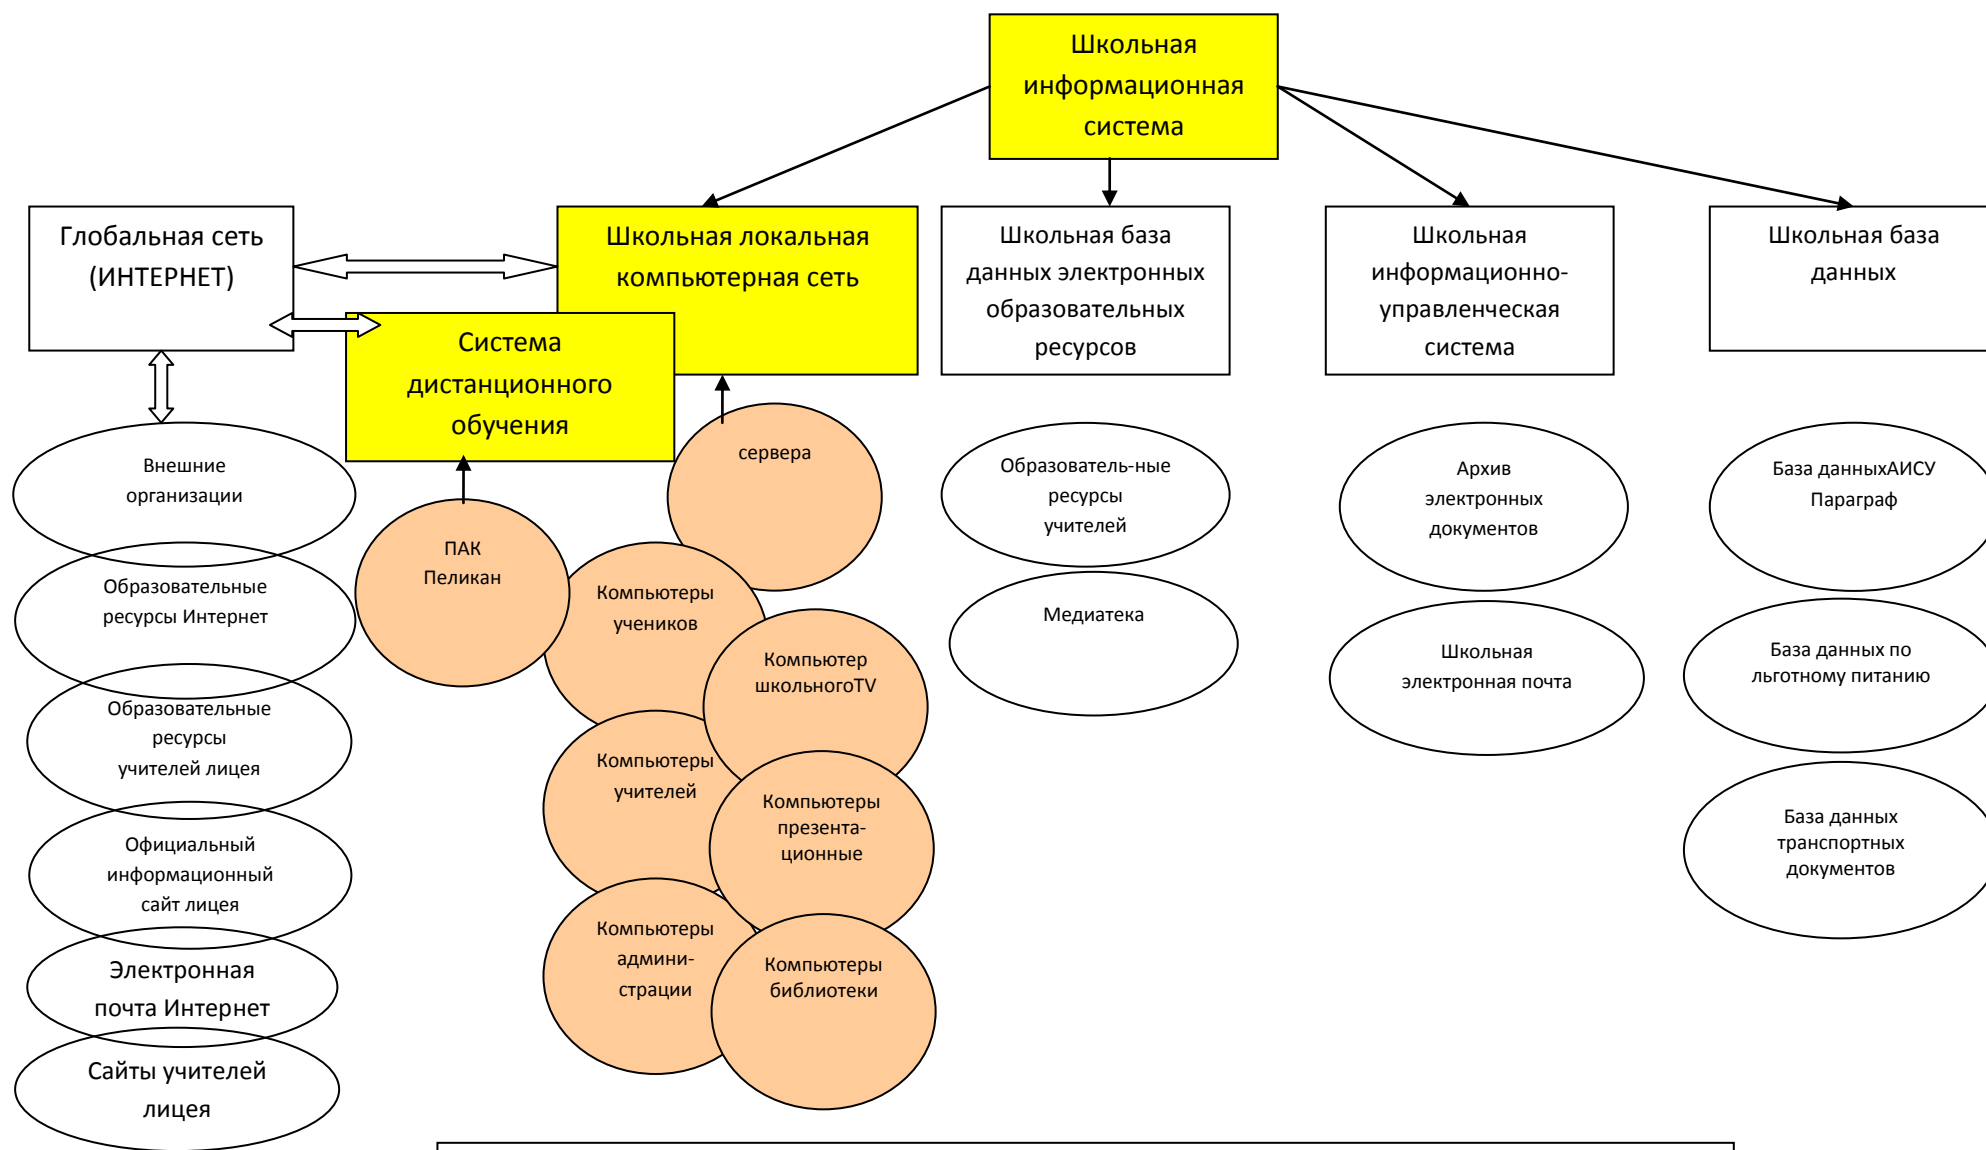 Школьная
информационная
система
Глобальная сеть
(ИНТЕРНЕТ)
Школьная локальная
компьютерная сеть
Система
дистанционного
обучения
Школьная база
данных электронных
образовательных
ресурсов
Школьная
информационно-
управленческая
система
Школьная база
данных
Внешние
организации
Образовательные
ресурсы Интернет
Образовательные
ресурсы
учителей лицея
Официальный
информационный
сайт лицея
Электронная
почта Интернет
Сайты учителей
лицея
ПАК
Пеликан
сервера
Компьютеры
учеников
Компьютер
школьногоTV
Компьютеры
учителей
Компьютеры
презента-
ционные
Компьютеры
админи-
страции
Компьютеры
библиотеки
Образователь-ные
ресурсы
учителей
Медиатека
Архив
электронных
документов
Школьная
электронная почта
База данныхАИСУ
Параграф
База данных по
льготному питанию
База данных
транспортных
документов